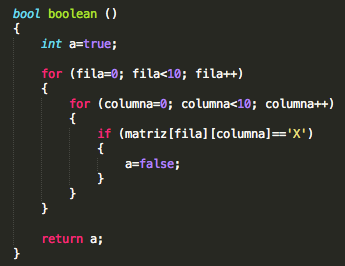 bool boolean ()
{
    int a=true;

    for (fila=0; fila<10; fila++)
    {
        for (columna=0; columna<10; columna++)
        {
            if (matriz[fila][columna]=='X')
            {
                a=false;
            }
        }
    }

    return a;
}